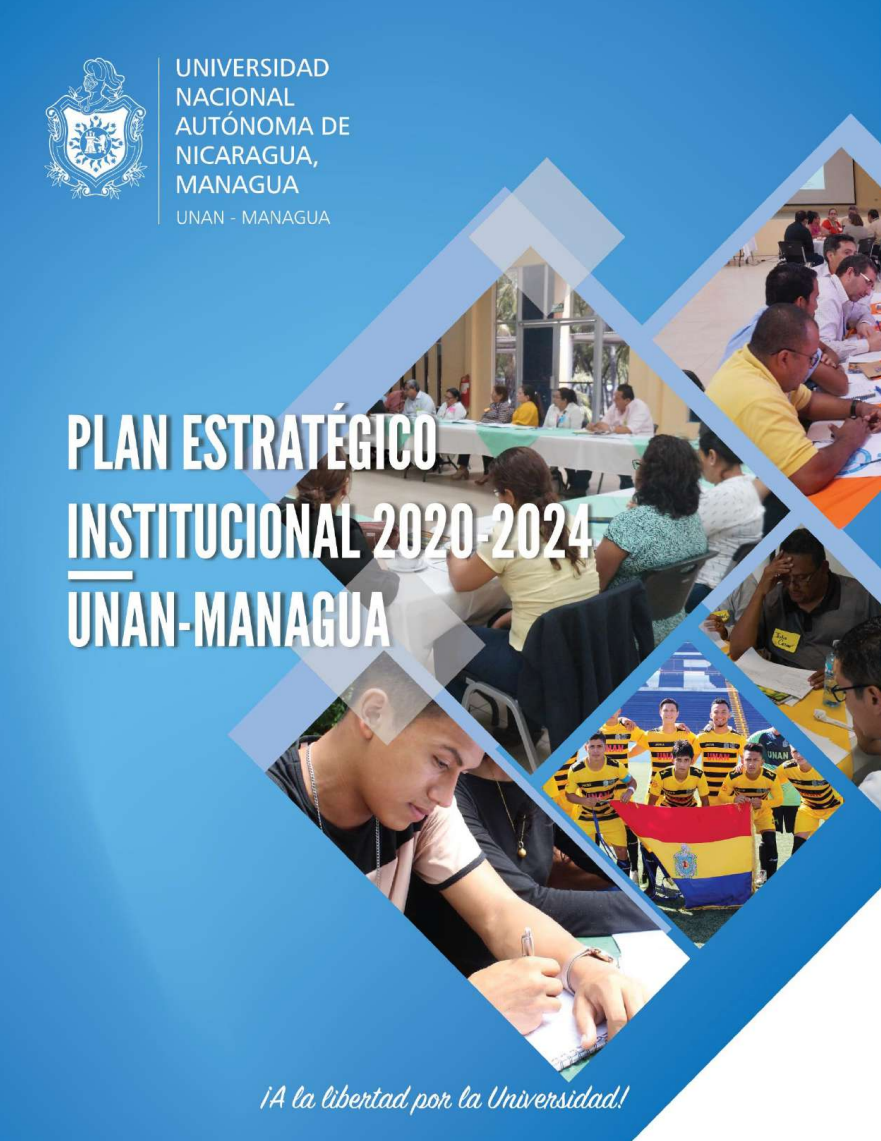 UNIVERSIDAD
NACIONAL
AUTÓNOMA DE
NICARAGUA,
MANAGUA
UNAN - MANAGUA
PLAN ESTRATÉGICO
INSTITUCIONAL 2020-2024
UNAN-MANAGUA
UNAN
¡A la libertad por la Universidad!